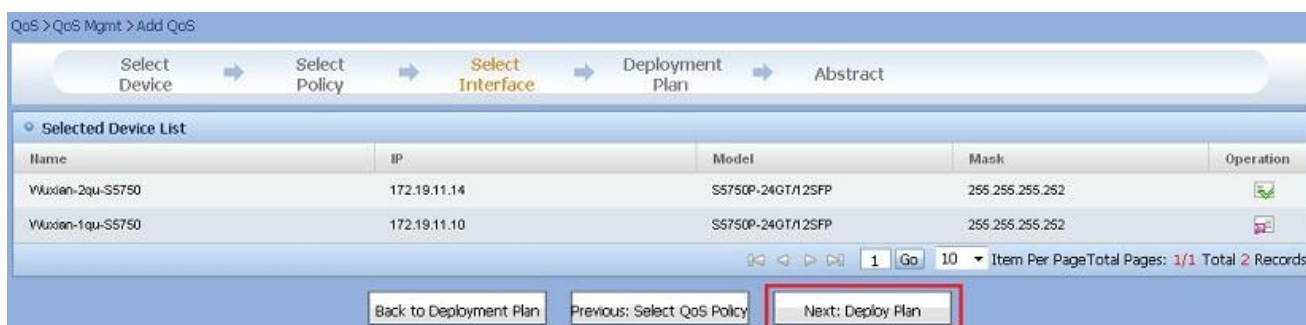 QoS >QoS Mgmt >Add QoS
Select Device
Select Policy
Select Interface
Deployment Plan
Abstract
Selected Device List
Name IP Model Mask Operation
Wuxian-2qu-S5750 172.19.11.14 S5750P-24GT/12SFP 255.255.255.252
Wuxian-1qu-S5750 172.19.11.10 S5750P-24GT/12SFP 255.255.255.252
1 Go 10 Item Per PageTotal Pages: 1/1 Total 2 Records
Back to Deployment Plan Previous: Select QoS Policy Next: Deploy Plan